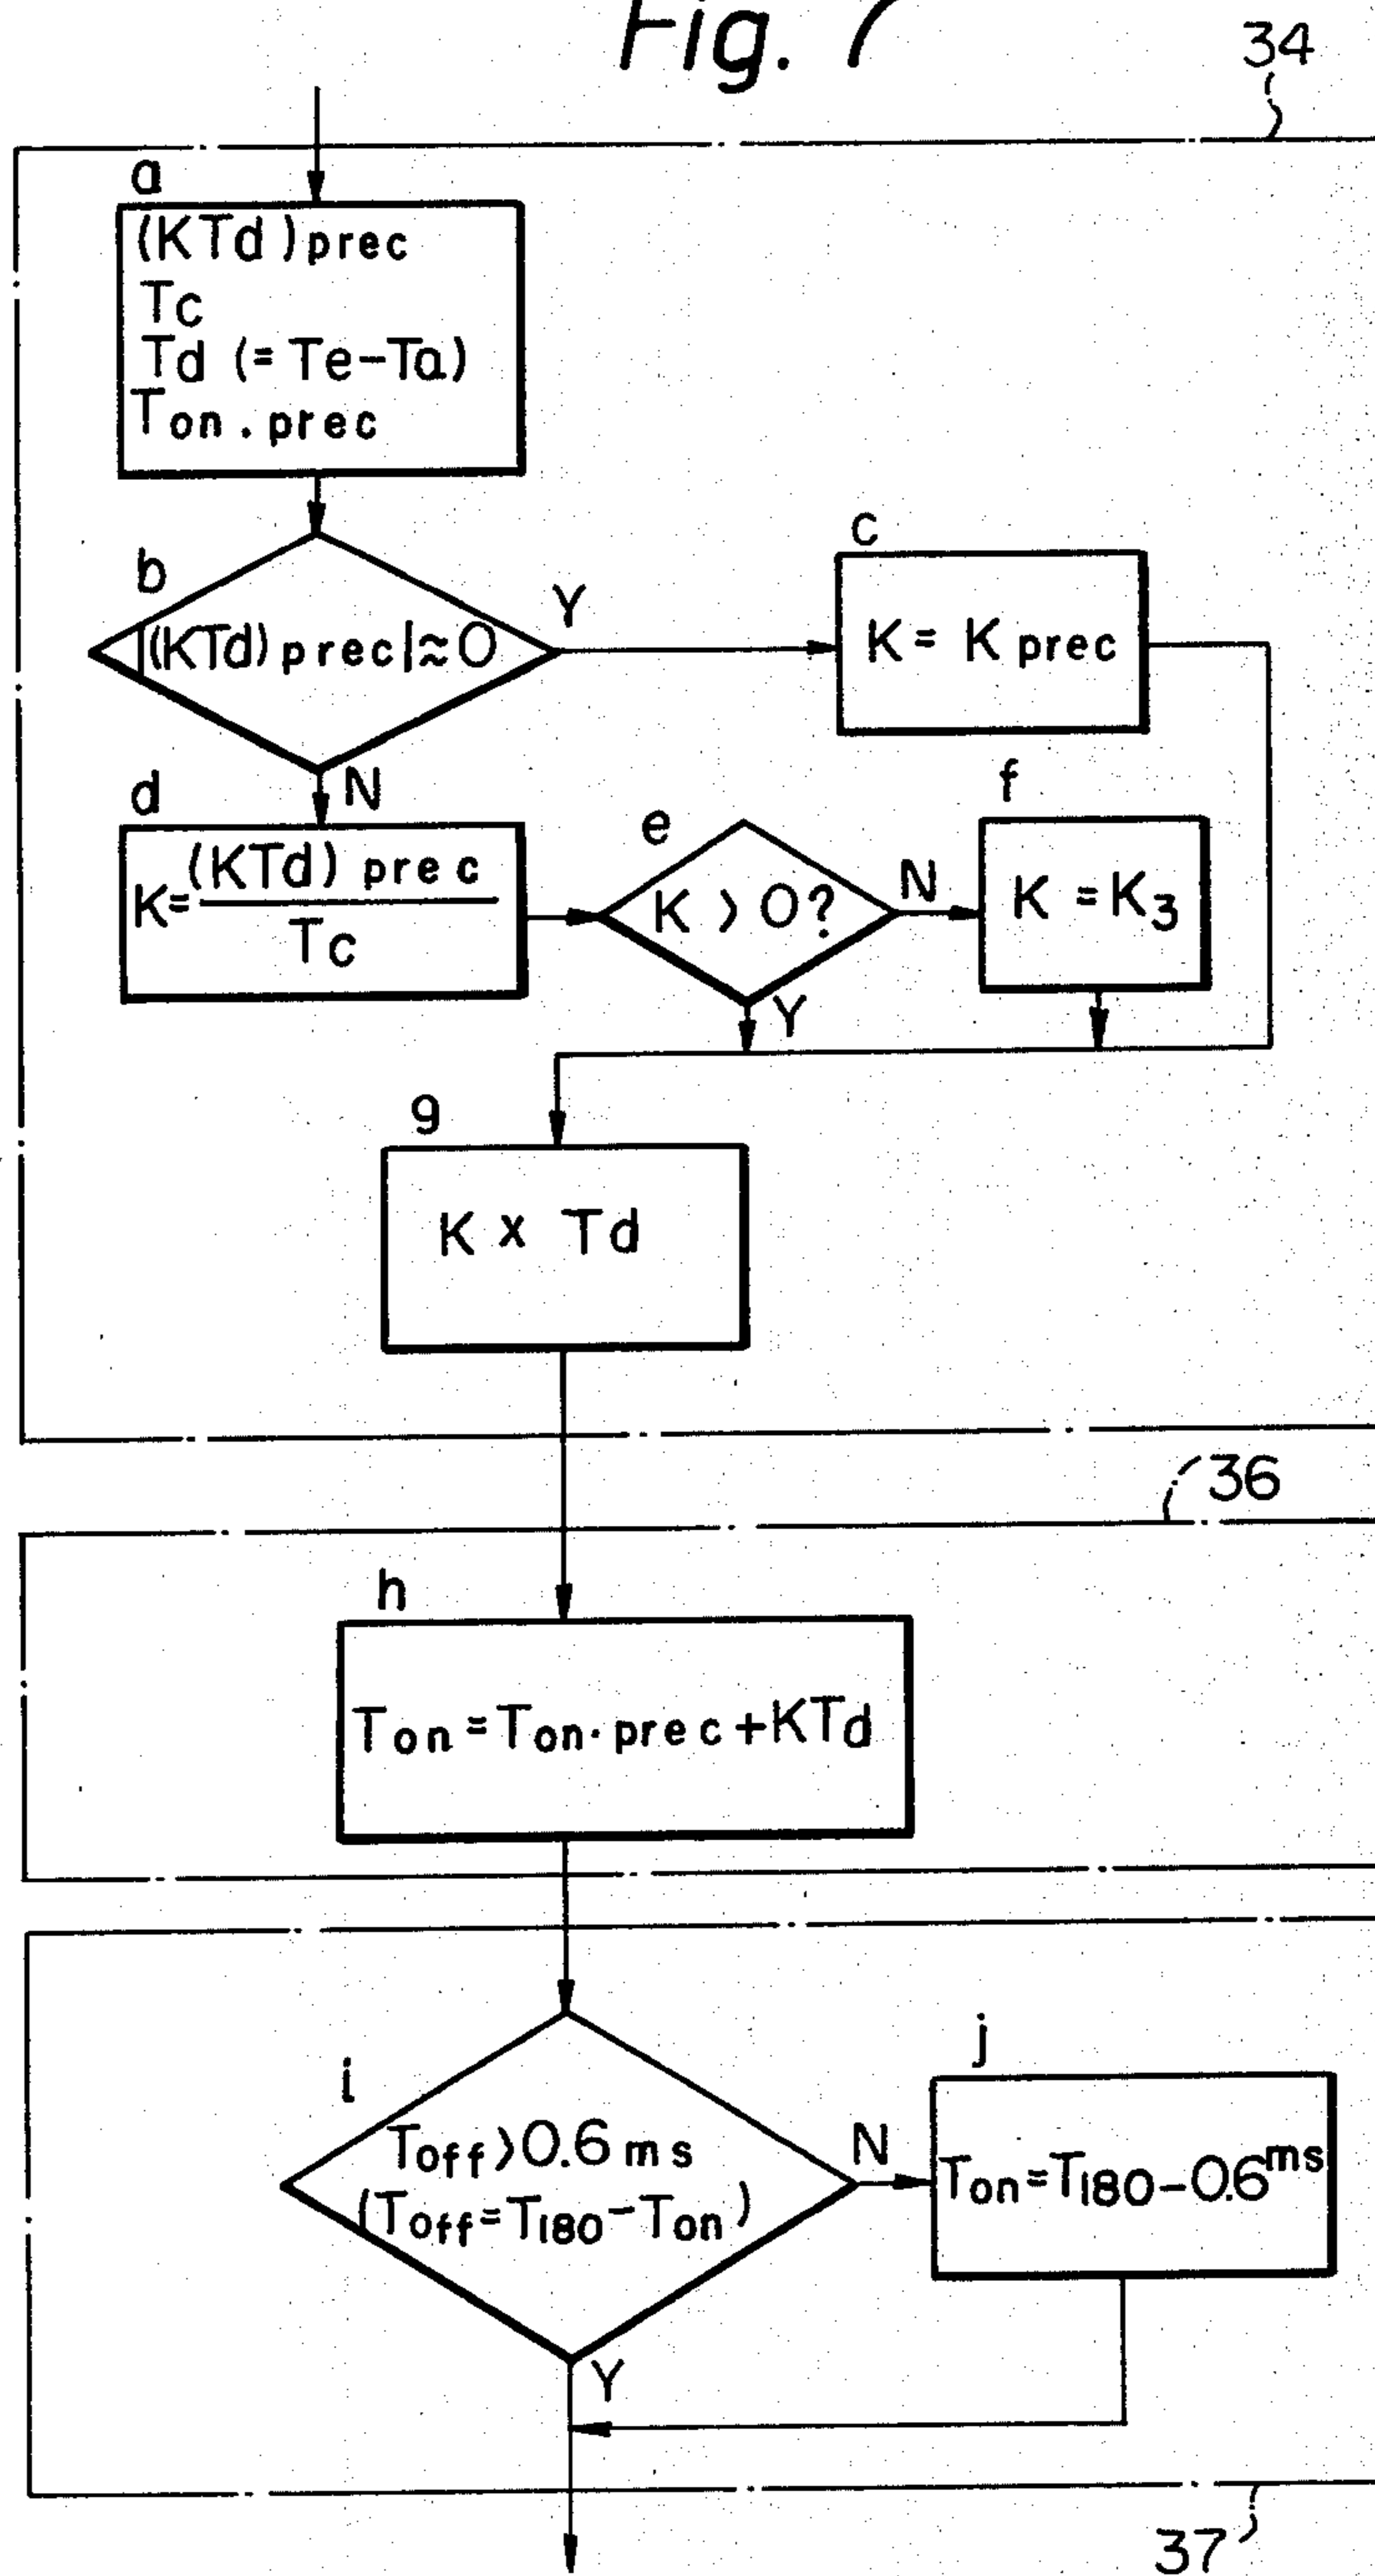 Fig. 7
34
a
(KTd)prec
Tc
Td (=Te-Ta)
Ton.prec
b
|(KTd)prec|≈0
Y
c
K= K prec
N
d
K=(KTd) prec
Tc
e
K > 0?
N
f
K = K3
Y
g
K x Td
36
h
Ton=Ton.prec+KTd
i
Toff>0.6 ms
(Toff=T180-Ton)
N
j
Ton=T180-0.6ms
Y
37